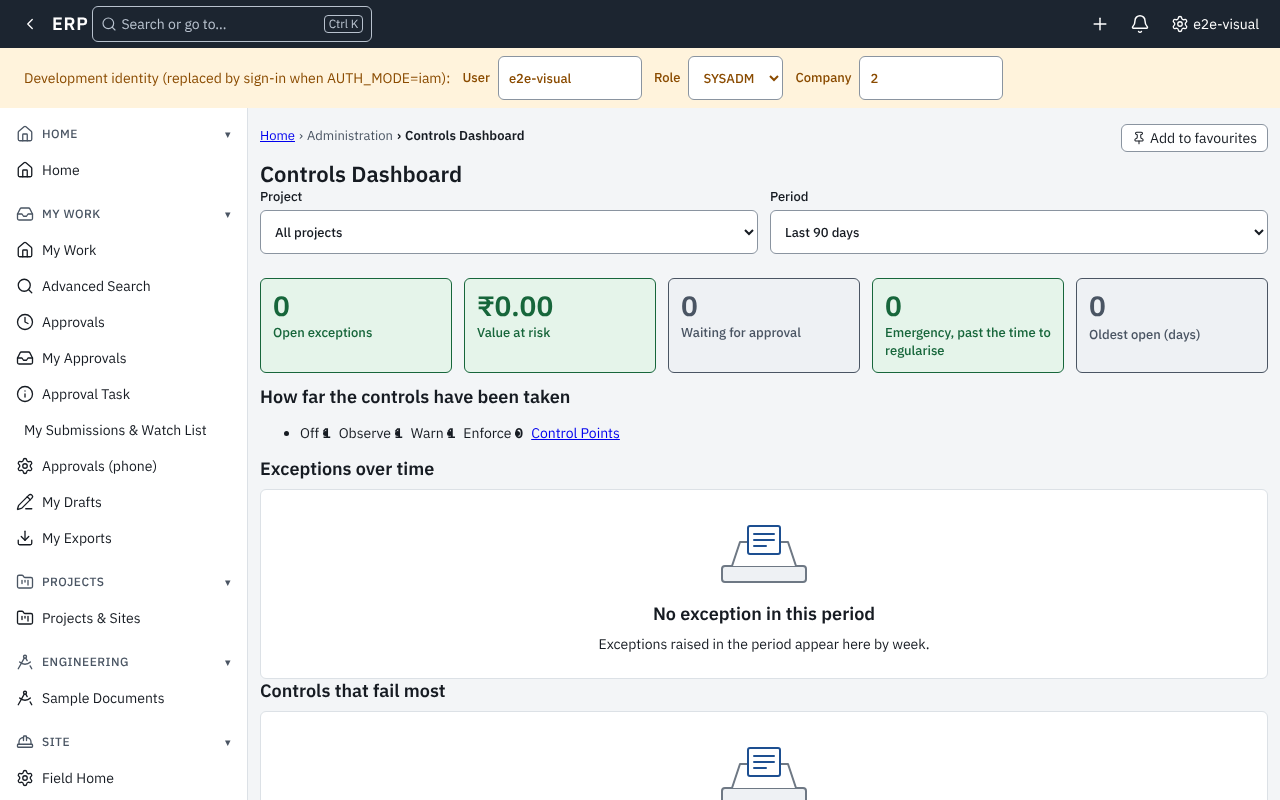 ERP
Search or go to…
Ctrl K
e2e-visual
Development identity (replaced by sign-in when AUTH_MODE=iam):
User
e2e-visual
Role
SYSADM
Company
2
HOME
Home
MY WORK
My Work
Advanced Search
Approvals
My Approvals
Approval Task
My Submissions & Watch List
Approvals (phone)
My Drafts
My Exports
PROJECTS
Projects & Sites
ENGINEERING
Sample Documents
SITE
Field Home
Home › Administration › Controls Dashboard
Add to favourites
Controls Dashboard
Project
All projects
Period
Last 90 days
0
Open exceptions
₹0.00
Value at risk
0
Waiting for approval
0
Emergency, past the time to
regularise
0
Oldest open (days)
How far the controls have been taken
Off Observe Warn Enforce Control Points
Exceptions over time
No exception in this period
Exceptions raised in the period appear here by week.
Controls that fail most